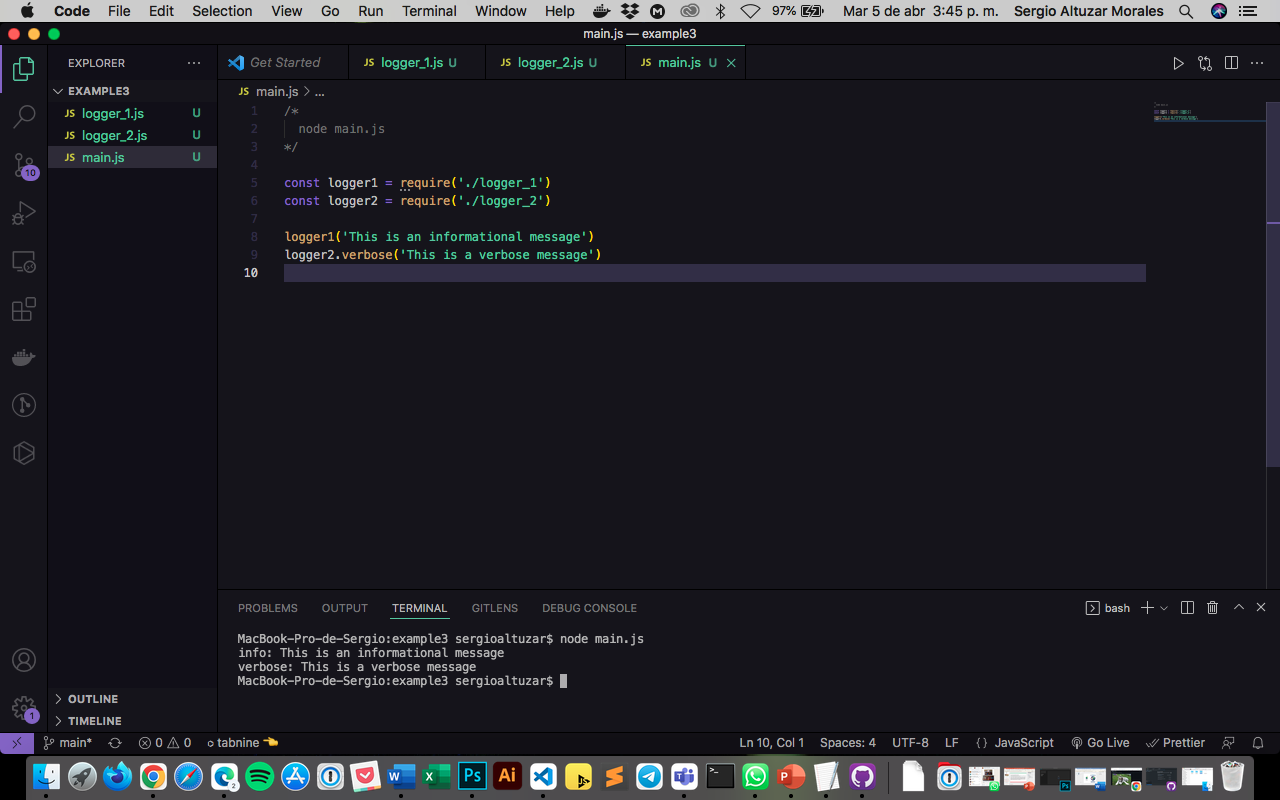 Code File Edit Selection View Go Run Terminal Window Help 97% Mar 5 de abr 3:45 p. m. Sergio Altuzar Morales
main.js — example3
EXPLORER ···
Get Started JS logger_1.js U JS logger_2.js U JS main.js U
EXAMPLE3
JS logger_1.js U
JS logger_2.js U
JS main.js U
JS main.js > ...
1 /*
2 node main.js
3 */
4
5 const logger1 = require('./logger_1')
6 const logger2 = require('./logger_2')
7
8 logger1('This is an informational message')
9 logger2.verbose('This is a verbose message')
10
10
1
OUTLINE
TIMELINE
PROBLEMS OUTPUT TERMINAL GITLENS DEBUG CONSOLE bash
MacBook-Pro-de-Sergio:example3 sergioaltuzar$ node main.js
info: This is an informational message
verbose: This is a verbose message
MacBook-Pro-de-Sergio:example3 sergioaltuzar$
main* 0 0 tabnine Ln 10, Col 1 Spaces: 4 UTF-8 LF {} JavaScript Go Live Prettier
2 W X Ps Ai P